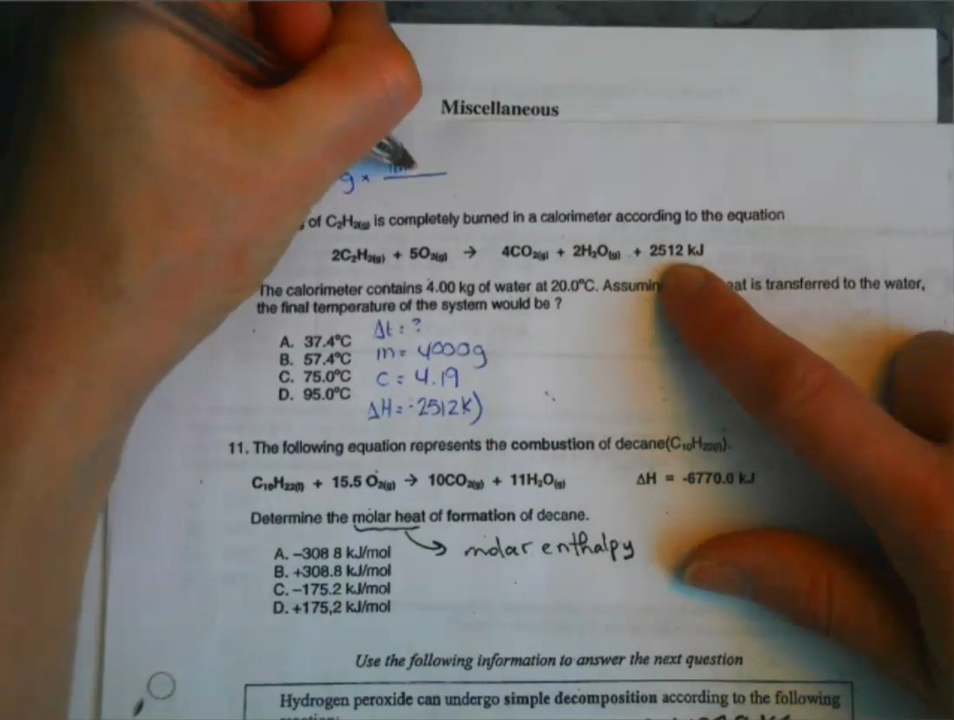 Miscellaneous
g ×
of C₂H₂₍g₎ is completely burned in a calorimeter according to the equation
2C₂H₂₍g₎ + 5O₂₍g₎ → 4CO₂₍g₎ + 2H₂O₍g₎ + 2512 kJ
The calorimeter contains 4.00 kg of water at 20.0°C. is transferred to the water,
the final temperature of the system would be ?
A. 37.4°C
B. 57.4°C
C. 75.0°C
D. 95.0°C
Δt = ?
m = 4000g
C = 4.19
ΔH = -2512kJ
11. The following equation represents the combustion of decane(C₁₀H₂₂₍l₎).
C₁₀H₂₂₍l₎ + 15.5 O₂₍g₎ → 10CO₂₍g₎ + 11H₂O₍g₎ ΔH = -6770.0 kJ
Determine the molar heat of formation of decane.
→ molar enthalpy
A. –308 8 kJ/mol
B. +308.8 kJ/mol
C. –175.2 kJ/mol
D. +175,2 kJ/mol
Use the following information to answer the next question
Hydrogen peroxide can undergo simple decomposition according to the following